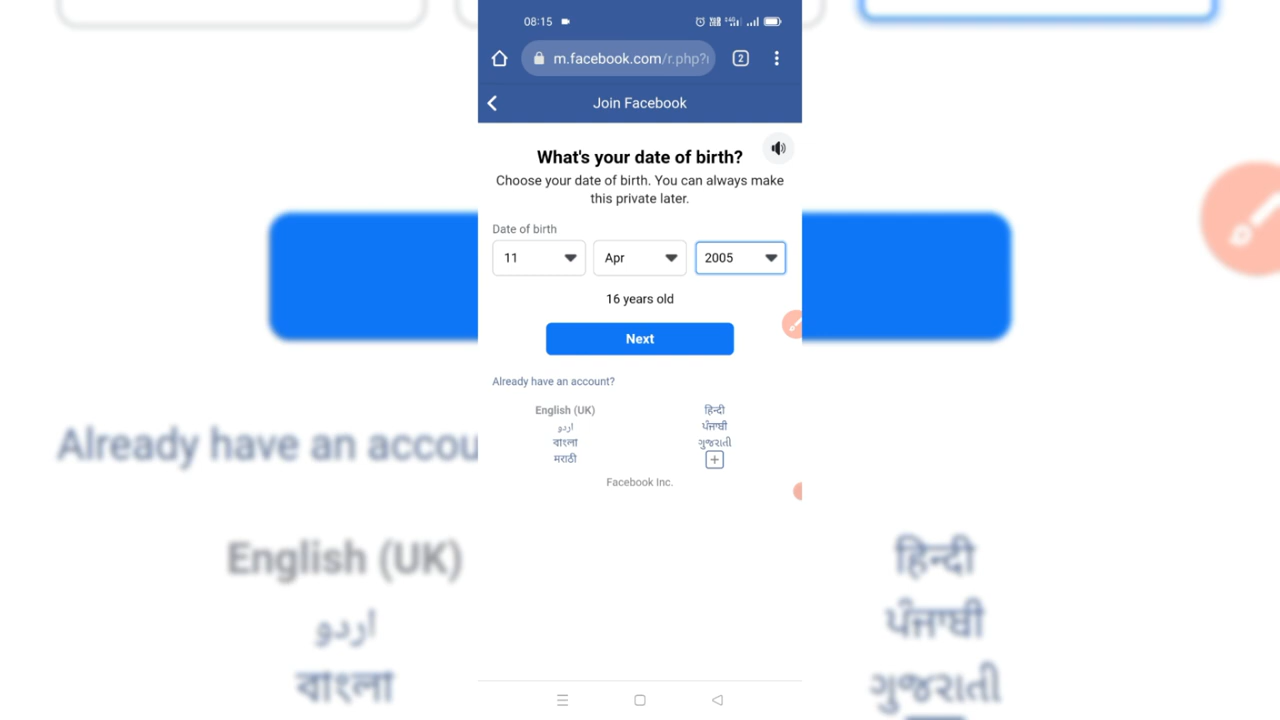 08:15
m.facebook.com/r.php?
2
Join Facebook
What's your date of birth?
Choose your date of birth. You can always make
this private later.
Date of birth
11
Apr
2005
16 years old
Next
Already have an account?
English (UK)
हिन्दी
اردو
ਪੰਜਾਬੀ
বাংলা
ગુજરાતી
मराठी
Facebook Inc.
Already have an accou
English (UK)
हिन्दी
اردو
ਪੰਜਾਬੀ
বাংলা
ગુજરાતી